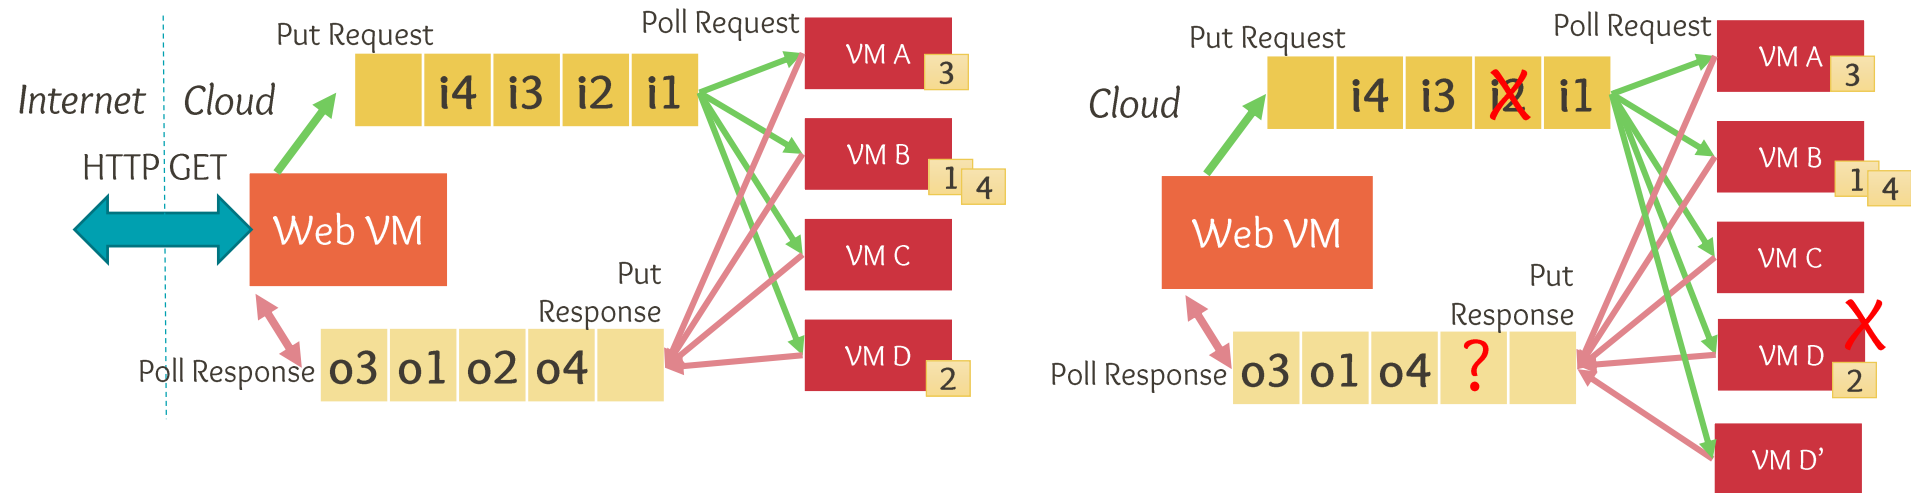 Put Request
Poll Request
VM A
3
Internet
Cloud
i4 i3 i2 i1
HTTP GET
VM B
1
4
Web VM
VM C
Put
Response
Poll Response
o3 o1 o2 o4
VM D
2
Put Request
Poll Request
VM A
3
Cloud
i4 i3 i2 i1
VM B
1
4
Web VM
VM C
Put
Response
Poll Response
o3 o1 o4 ?
VM D
2
VM D’